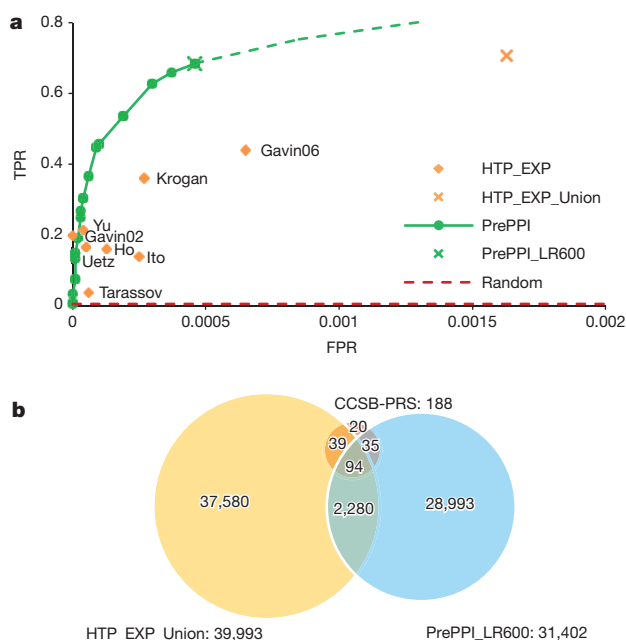 a
0.8
0.6
0.4
0.2
0
TPR
0
0.0005
0.001
0.0015
0.002
FPR
Gavin06
Krogan
Yu
Gavin02
Ho
Uetz
Ito
Tarassov
HTP_EXP
HTP_EXP_Union
PrePPI
PrePPI_LR600
Random
b
CCSB-PRS: 188
20
39
35
94
37,580
2,280
28,993
HTP_EXP_Union: 39,993
PrePPI_LR600: 31,402